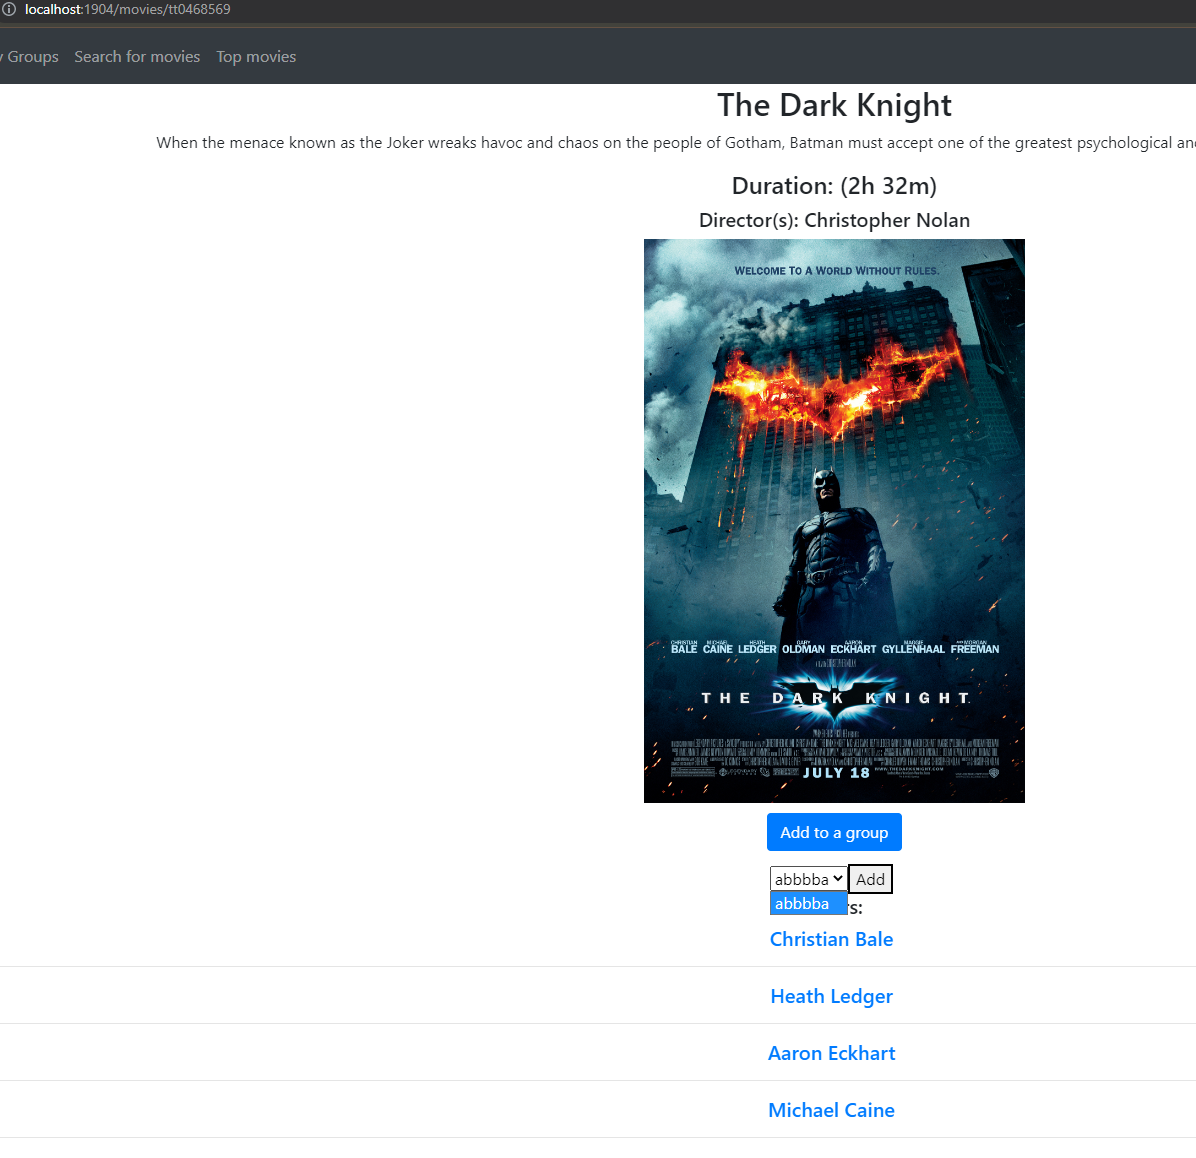 localhost:1904/movies/tt0468569
Groups Search for movies Top movies
The Dark Knight
When the menace known as the Joker wreaks havoc and chaos on the people of Gotham, Batman must accept one of the greatest psychological
Duration: (2h 32m)
Director(s): Christopher Nolan
WELCOME TO A WORLD WITHOUT RULES.
CHRISTIAN BALE MICHAEL CAINE HEATH LEDGER GARY OLDMAN AARON ECKHART MAGGIE GYLLENHAAL AND MORGAN FREEMAN
THE DARK KNIGHT
JULY 18
WWW.THEDARKKNIGHT.COM
Add to a group
abbbba Add
abbbba
Christian Bale
Heath Ledger
Aaron Eckhart
Michael Caine